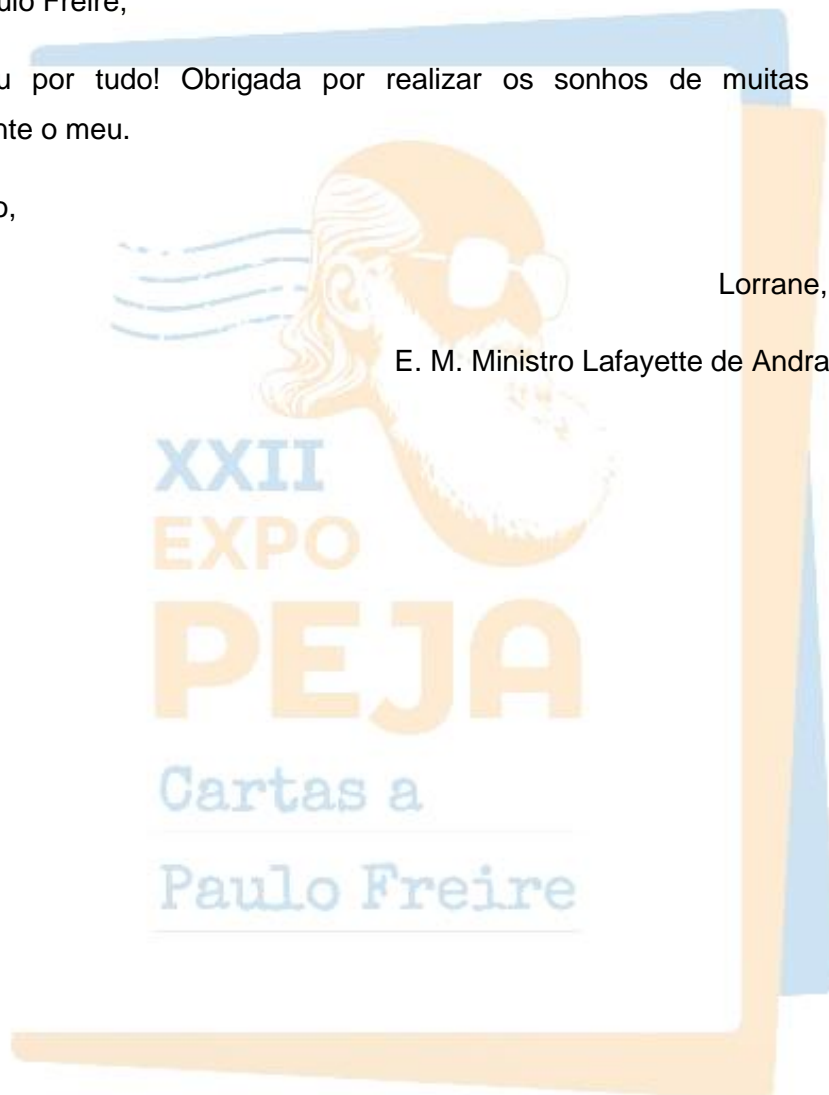 ulo Freire,
u por tudo! Obrigada por realizar os sonhos de muitas
nte o meu.
o,
Lorrane,
E. M. Ministro Lafayette de Andra
XXII
EXPO
PEJA
Cartas a
Paulo Freire